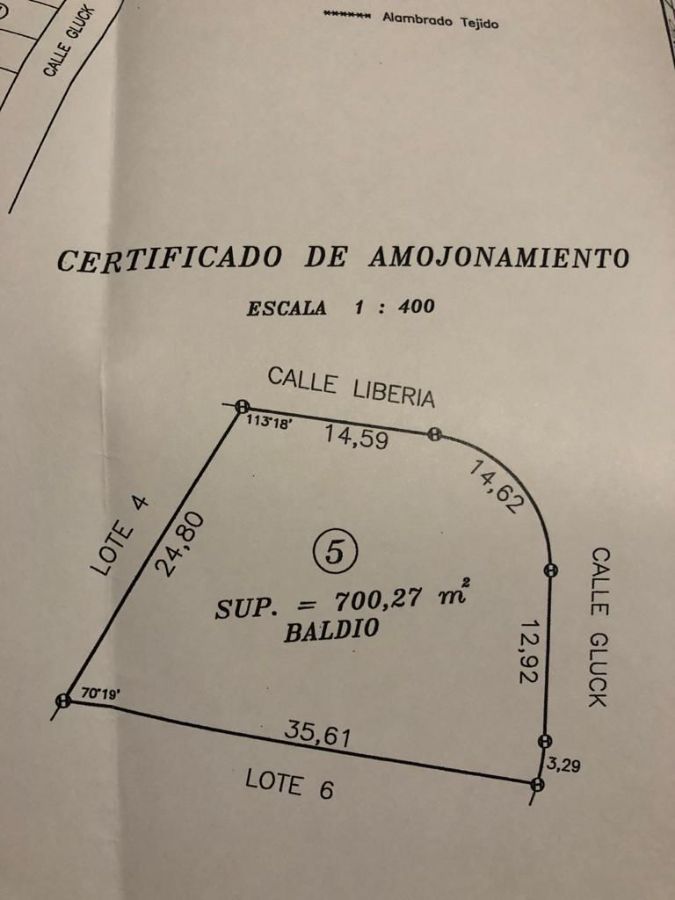 CALLE GLUCK
Alambrado Tejido
CERTIFICADO DE AMOJONAMIENTO
ESCALA 1 : 400
CALLE LIBERIA
113°18'
14,59
14,62
LOTE 4
24,80
5
SUP. = 700,27 m²
BALDIO
CALLE GLUCK
12,92
70°19'
35,61
3,29
LOTE 6